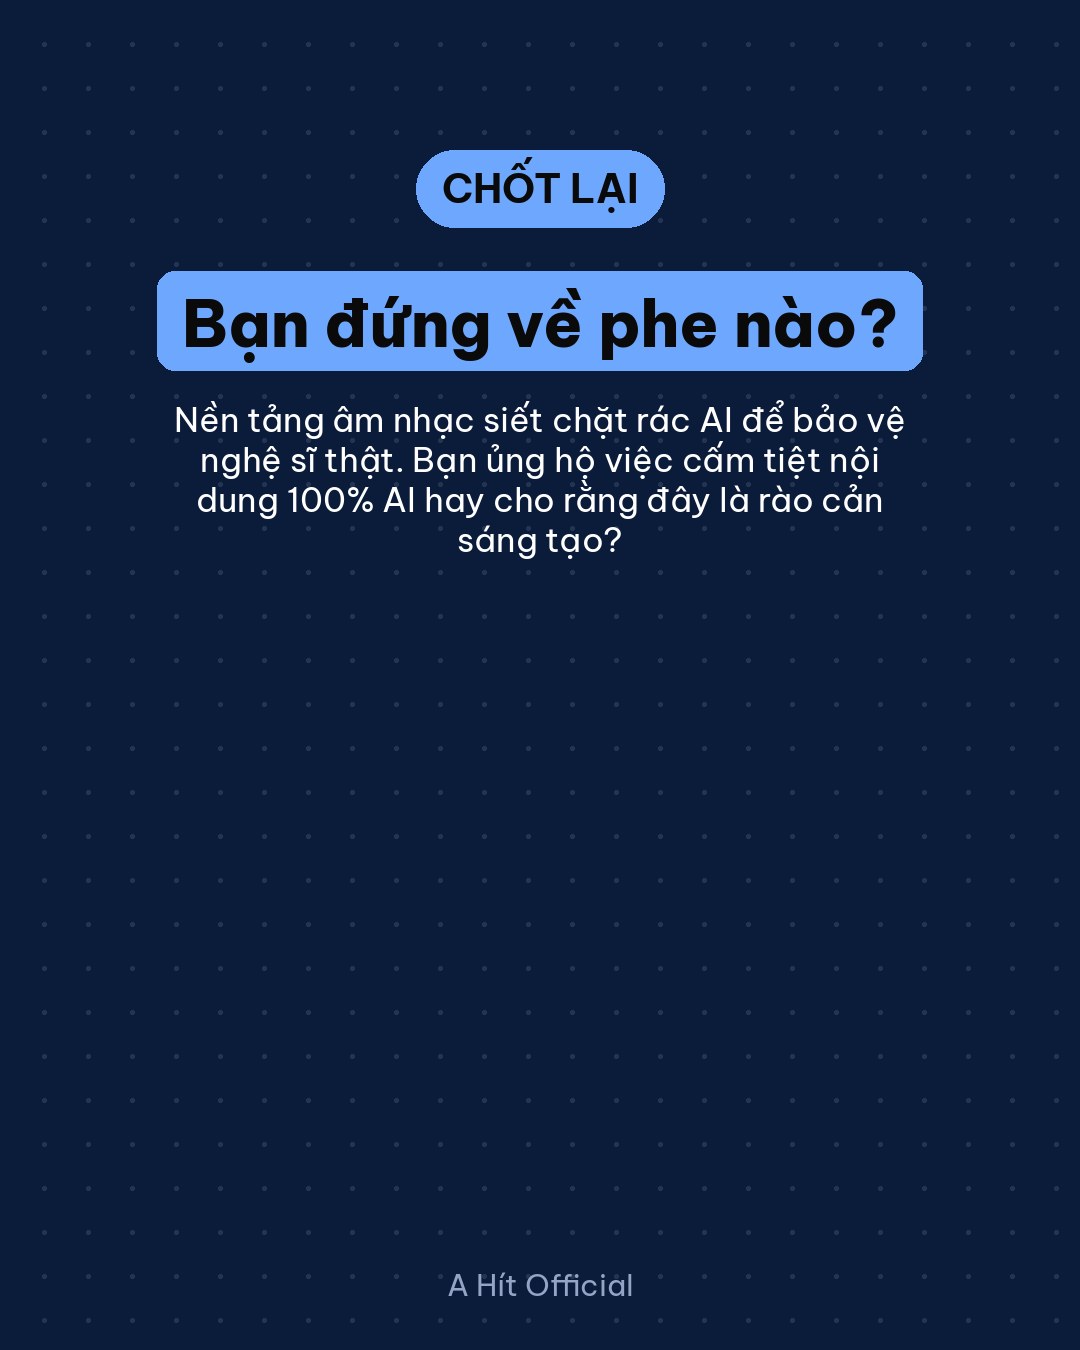 CHỐT LẠI
Bạn đứng về phe nào?
Nền tảng âm nhạc siết chặt rác AI để bảo vệ
nghệ sĩ thật. Bạn ủng hộ việc cấm tiệt nội
dung 100% AI hay cho rằng đây là rào cản
sáng tạo?
A Hít Official